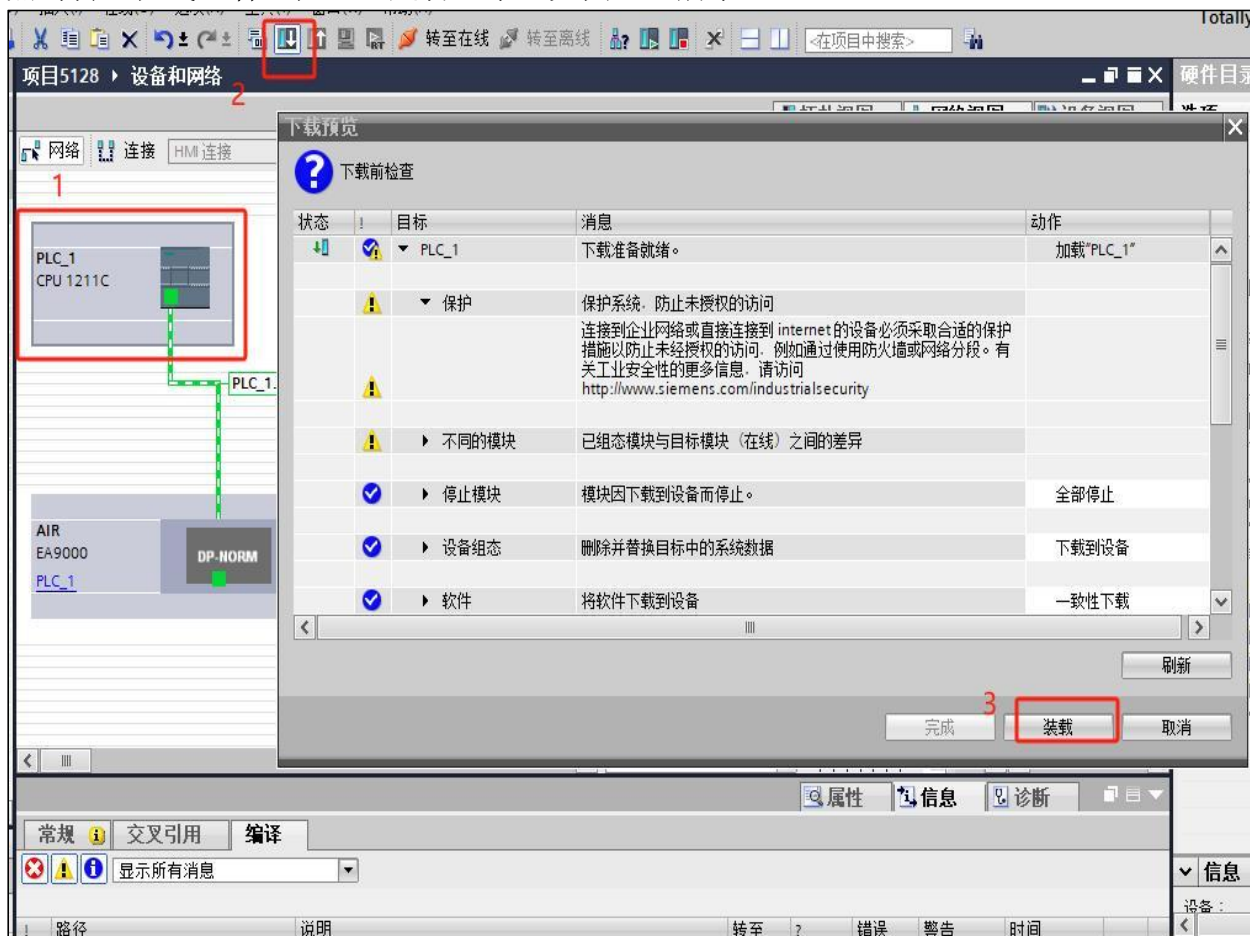 Totally
转至在线
转至离线
<在项目中搜索>
项目5128 ▸ 设备和网络
硬件目录
2
拓扑视图
网络视图
设备视图
选项
下载预览
网络
连接
HMI 连接
下载前检查
1
状态 ! 目标 消息 动作
PLC_1 下载准备就绪。 加载"PLC_1"
PLC_1
CPU 1211C
保护 保护系统，防止未授权的访问
连接到企业网络或直接连接到 internet 的设备必须采取合适的保护
措施以防止未经授权的访问，例如通过使用防火墙或网络分段。有
关工业安全性的更多信息，请访问
http://www.siemens.com/industrialsecurity
PLC_1.
不同的模块 已组态模块与目标模块（在线）之间的差异
停止模块 模块因下载到设备而停止。 全部停止
AIR
EA9000
PLC_1
DP-NORM
设备组态 删除并替换目标中的系统数据 下载到设备
软件 将软件下载到设备 一致性下载
刷新
3
完成 装载 取消
属性 信息 诊断
常规 交叉引用 编译
显示所有消息
信息
设备：
! 路径 说明 转至 ? 错误 警告 时间